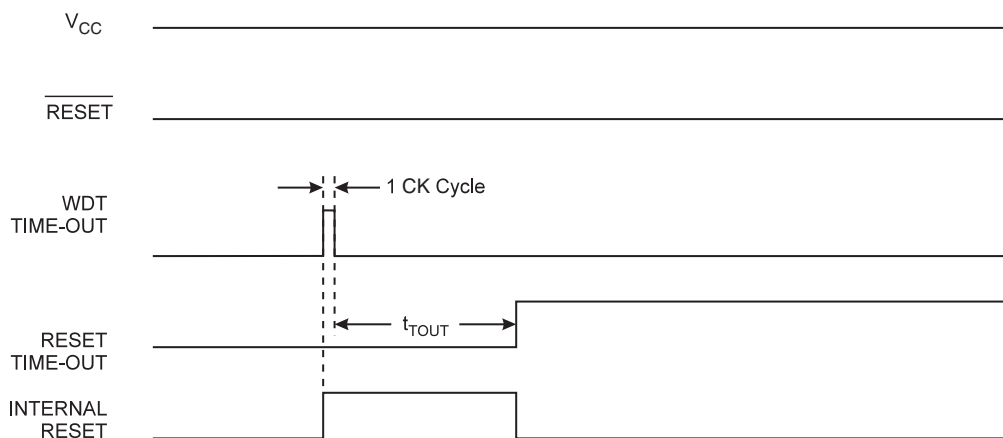 VCC
RESET
1 CK Cycle
WDT
TIME-OUT
tTOUT
RESET
TIME-OUT
INTERNAL
RESET